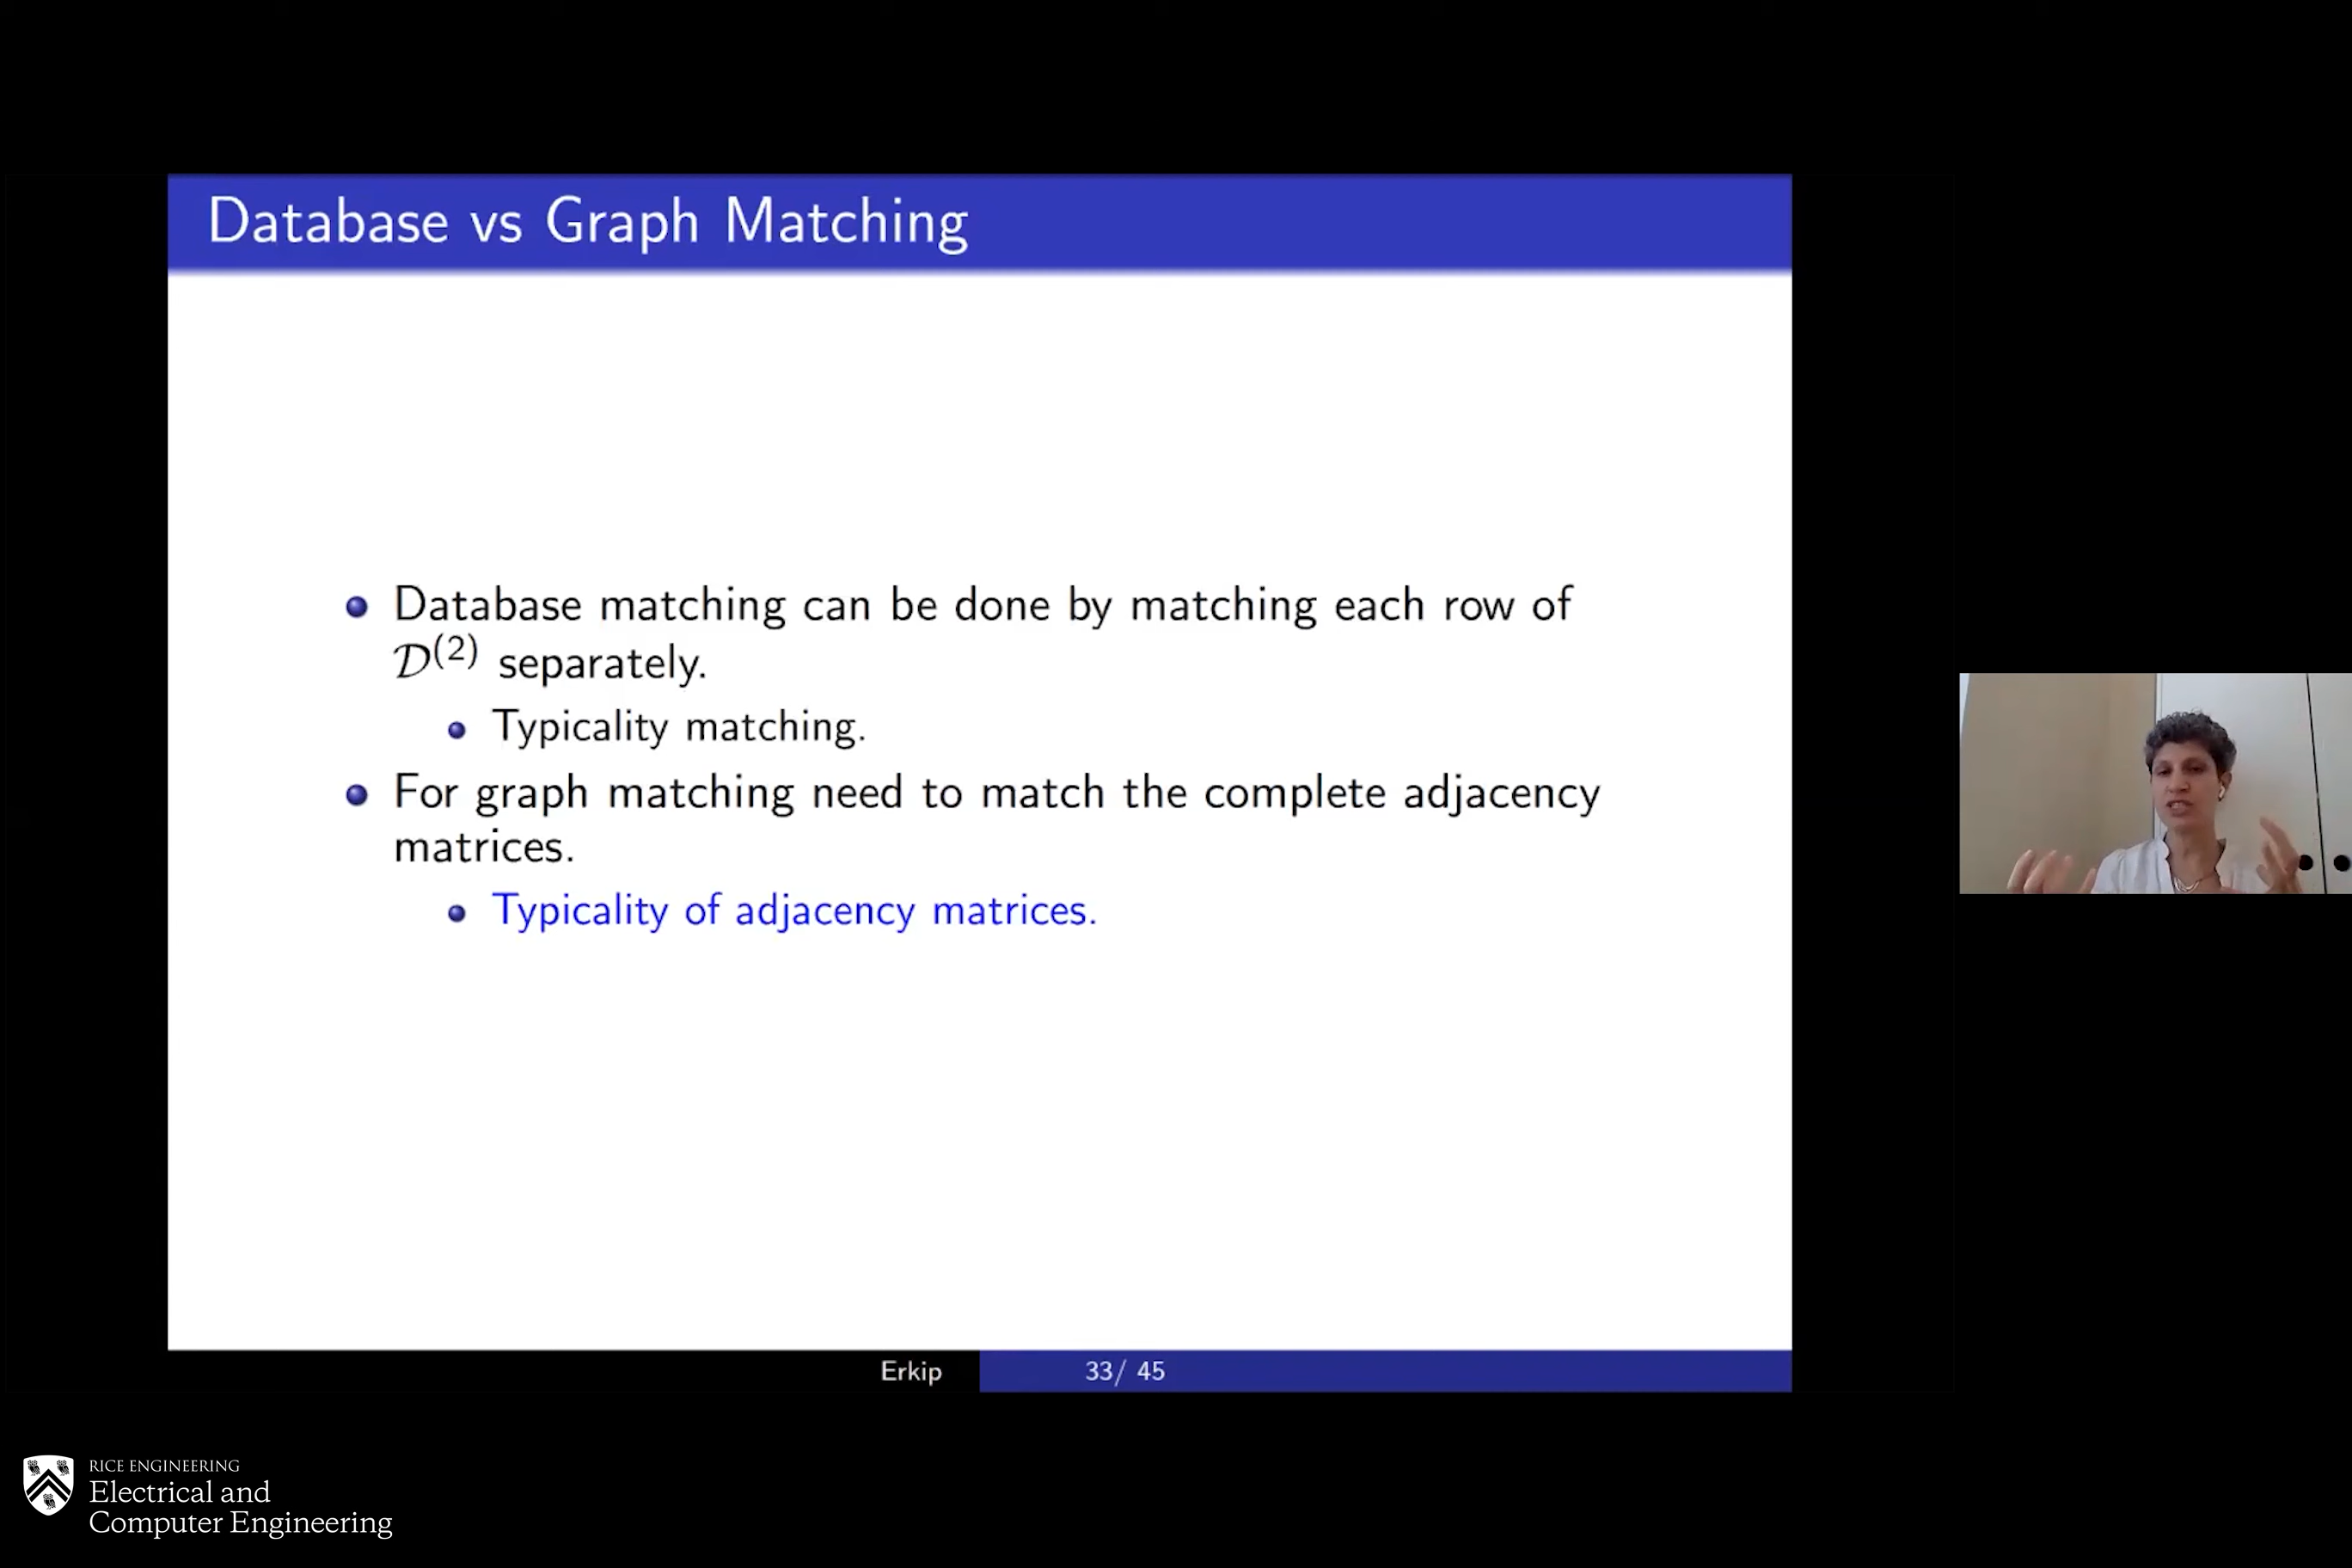 Database vs Graph Matching
Database matching can be done by matching each row of
𝒟⁽²⁾ separately.
Typicality matching.
For graph matching need to match the complete adjacency
matrices.
Typicality of adjacency matrices.
Erkip 33/ 45
RICE ENGINEERING
Electrical and
Computer Engineering